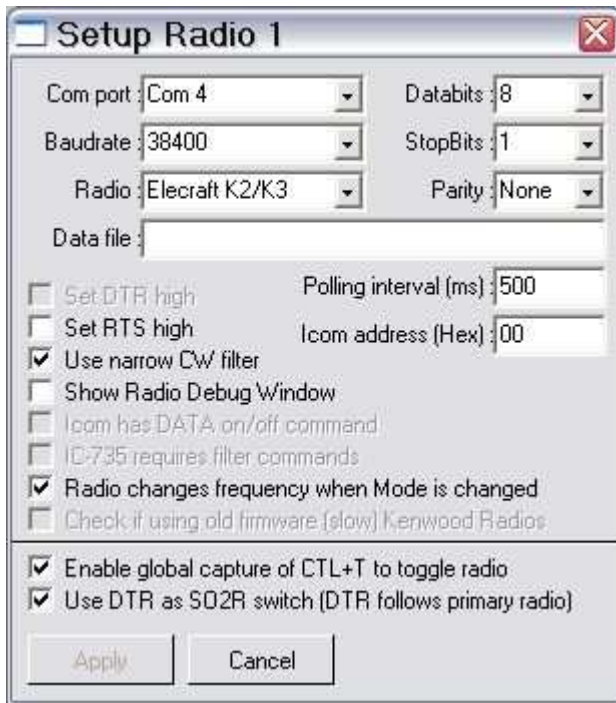 Setup Radio 1
Com port : Com 4 Databits : 8
Baudrate : 38400 StopBits : 1
Radio : Elecraft K2/K3 Parity : None
Data file :
Set DTR high Polling interval (ms) : 500
Set RTS high Icom address (Hex) : 00
Use narrow CW filter
Show Radio Debug Window
Icom has DATA on/off command
IC-735 requires filter commands
Radio changes frequency when Mode is changed
Check if using old firmware (slow) Kenwood Radios
Enable global capture of CTL+T to toggle radio
Use DTR as SO2R switch (DTR follows primary radio)
Apply Cancel